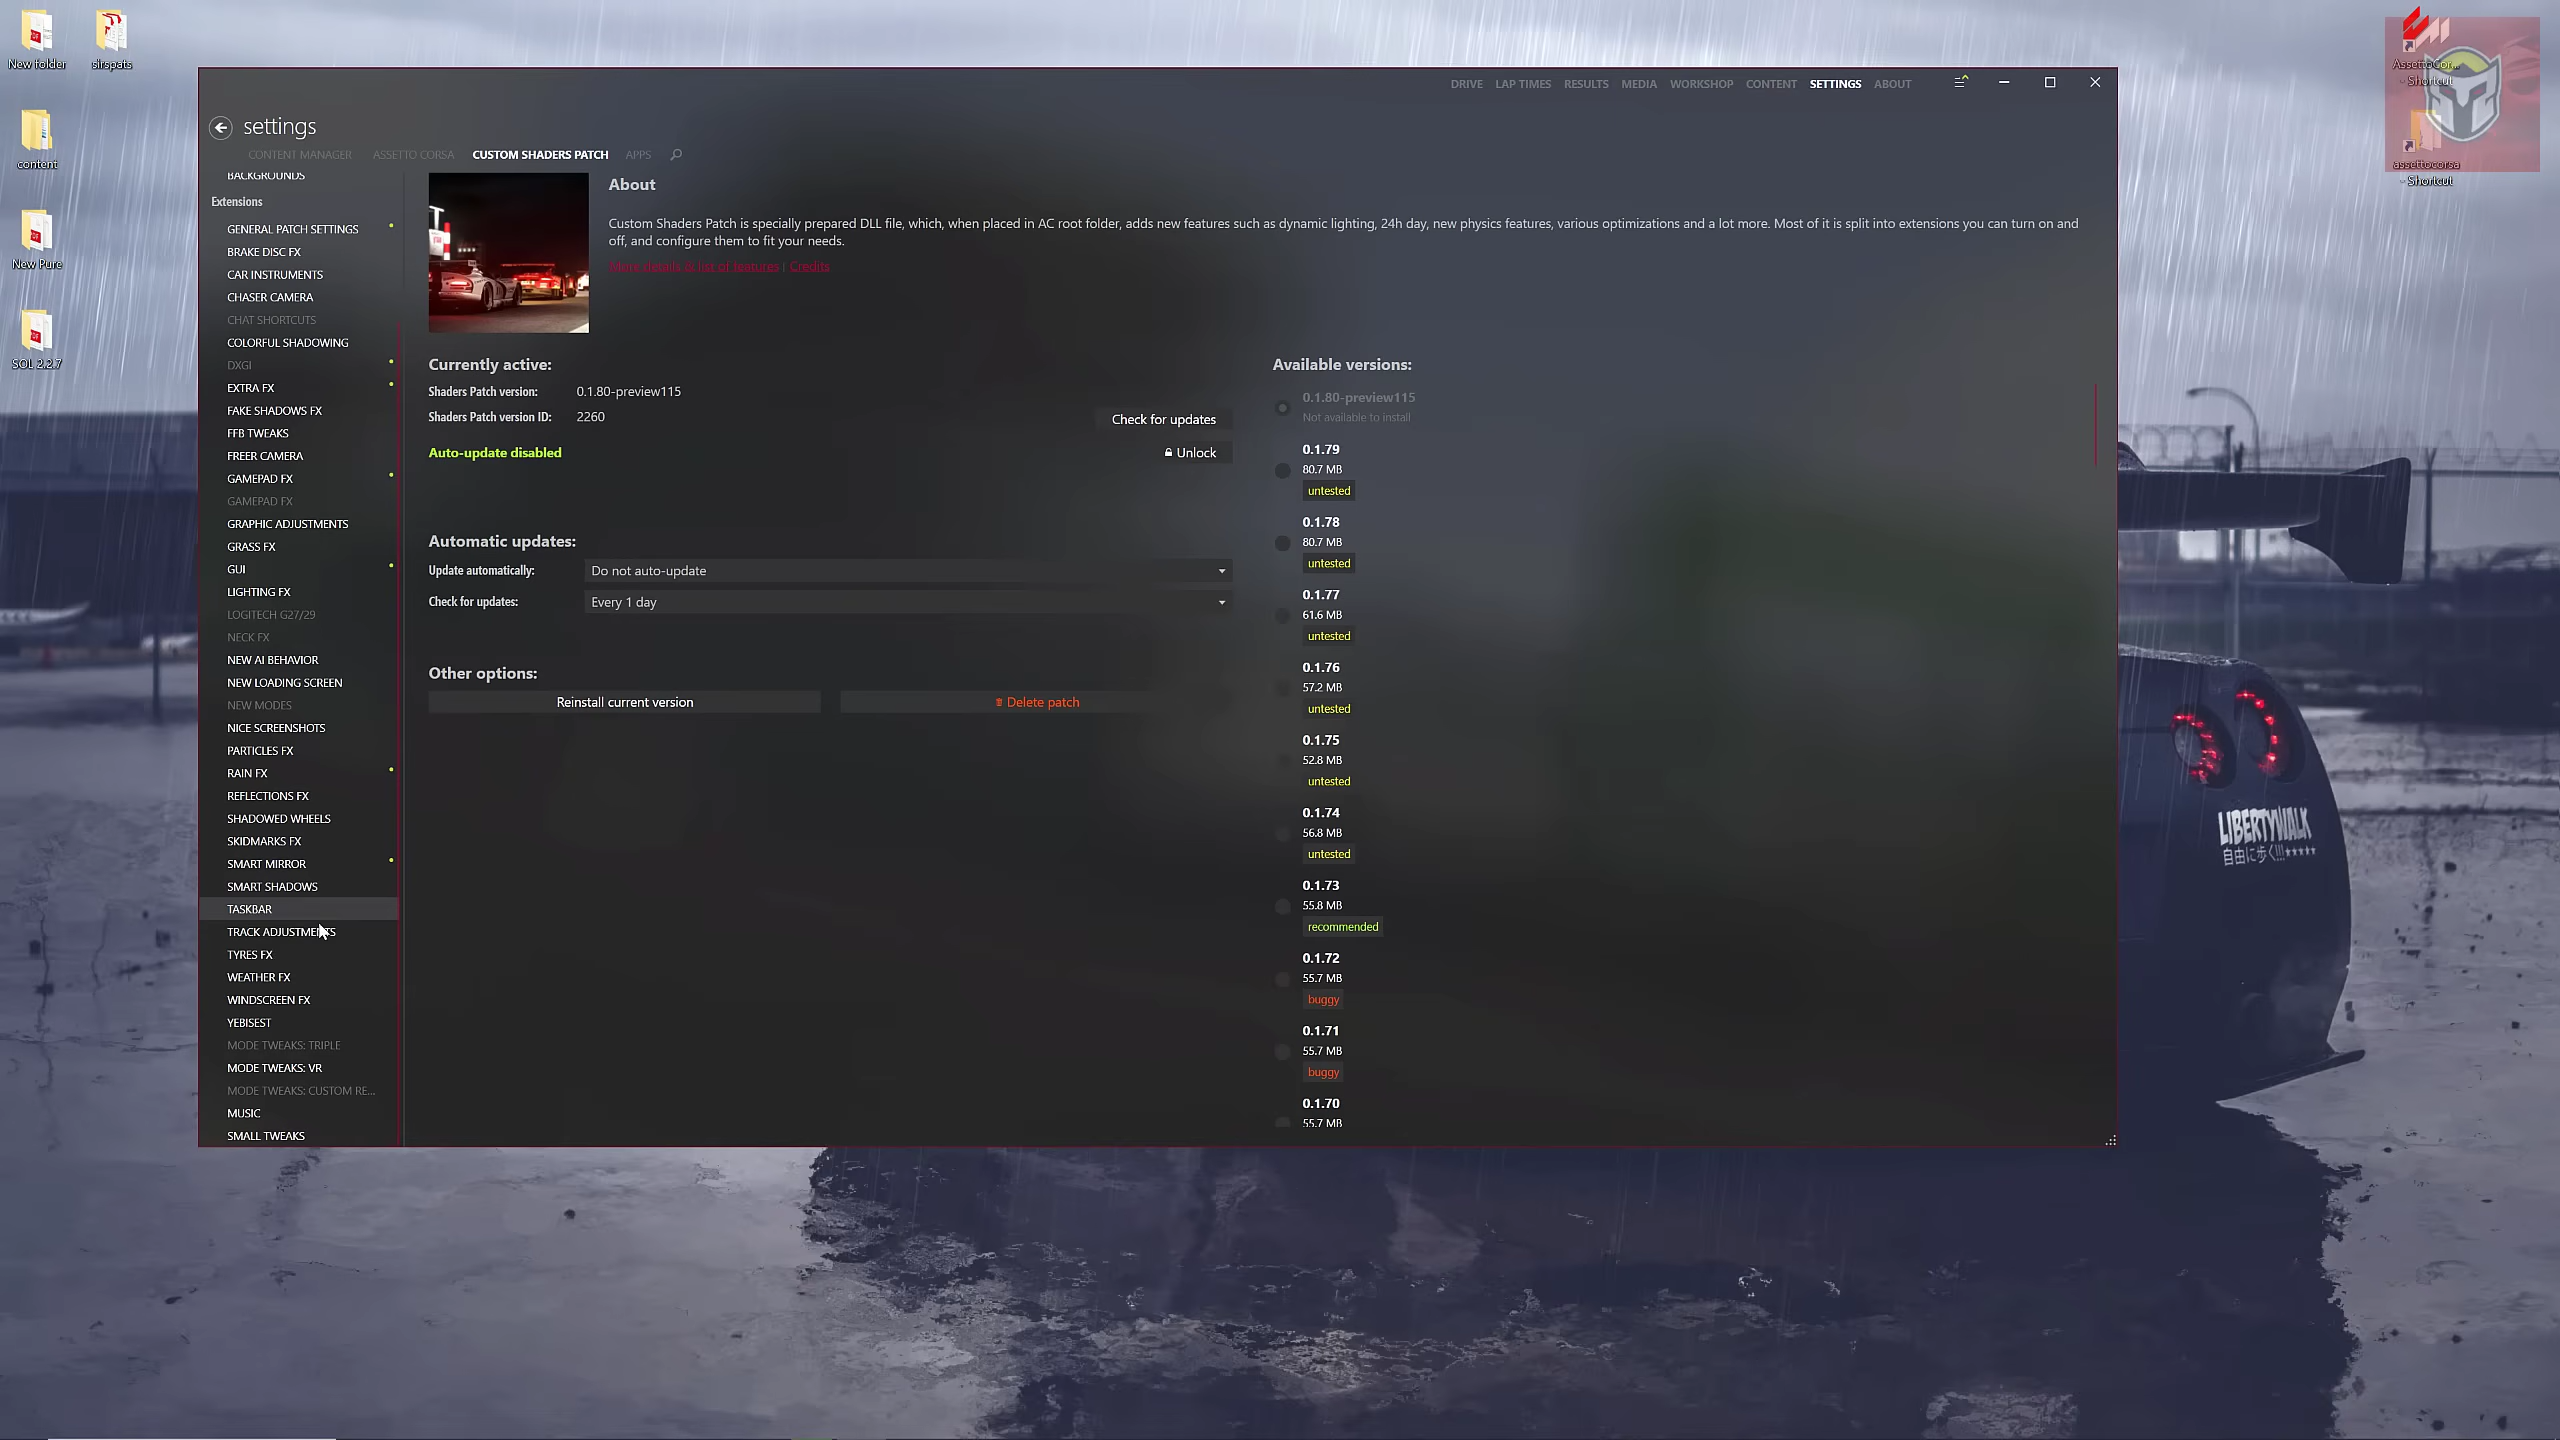 New folder
sirspats
content
New Pure
SOL 2.2.7
AssettoCor...
- Shortcut
assettocorsa
- Shortcut
DRIVE LAP TIMES RESULTS MEDIA WORKSHOP CONTENT SETTINGS ABOUT
settings
CONTENT MANAGER ASSETTO CORSA CUSTOM SHADERS PATCH APPS
BACKGROUNDS
Extensions
GENERAL PATCH SETTINGS
BRAKE DISC FX
CAR INSTRUMENTS
CHASER CAMERA
CHAT SHORTCUTS
COLORFUL SHADOWING
DXGI
EXTRA FX
FAKE SHADOWS FX
FFB TWEAKS
FREER CAMERA
GAMEPAD FX
GAMEPAD FX
GRAPHIC ADJUSTMENTS
GRASS FX
GUI
LIGHTING FX
LOGITECH G27/29
NECK FX
NEW AI BEHAVIOR
NEW LOADING SCREEN
NEW MODES
NICE SCREENSHOTS
PARTICLES FX
RAIN FX
REFLECTIONS FX
SHADOWED WHEELS
SKIDMARKS FX
SMART MIRROR
SMART SHADOWS
TASKBAR
TRACK ADJUSTMENTS
TYRES FX
WEATHER FX
WINDSCREEN FX
YEBISEST
MODE TWEAKS: TRIPLE
MODE TWEAKS: VR
MODE TWEAKS: CUSTOM RE...
MUSIC
SMALL TWEAKS
About
Custom Shaders Patch is specially prepared DLL file, which, when placed in AC root folder, adds new features such as dynamic lighting, 24h day, new physics features, various optimizations and a lot more. Most of it is split into extensions you can turn on and
off, and configure them to fit your needs.
More details & list of features | Credits
Currently active:
Shaders Patch version: 0.1.80-preview115
Shaders Patch version ID: 2260
Check for updates
Auto-update disabled
Unlock
Automatic updates:
Update automatically: Do not auto-update
Check for updates: Every 1 day
Other options:
Reinstall current version
Delete patch
Available versions:
0.1.80-preview115
Not available to install
0.1.79
80.7 MB
untested
0.1.78
80.7 MB
untested
0.1.77
61.6 MB
untested
0.1.76
57.2 MB
untested
0.1.75
52.8 MB
untested
0.1.74
56.8 MB
untested
0.1.73
55.8 MB
recommended
0.1.72
55.7 MB
buggy
0.1.71
55.7 MB
buggy
0.1.70
55.7 MB
LIBERTYWALK
自由に歩く!!!★★★★★